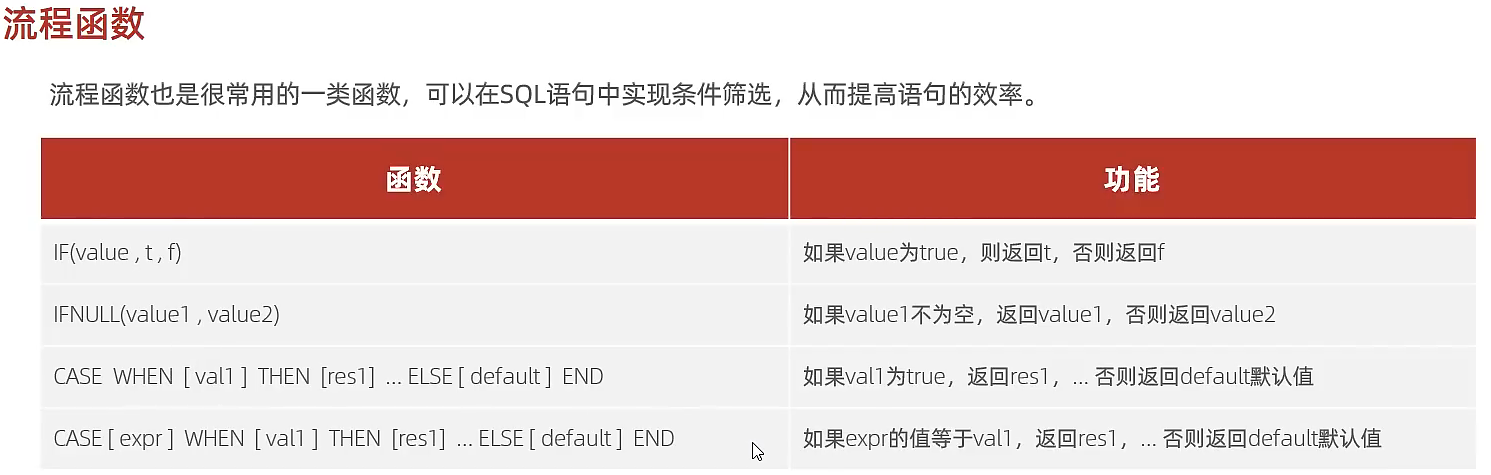 流程函数
流程函数也是很常用的一类函数，可以在SQL语句中实现条件筛选，从而提高语句的效率。
函数 功能
IF(value , t , f) 如果value为true，则返回t，否则返回f
IFNULL(value1 , value2) 如果value1不为空，返回value1，否则返回value2
CASE WHEN [ val1 ] THEN [res1] ... ELSE [ default ] END 如果val1为true，返回res1，... 否则返回default默认值
CASE [ expr ] WHEN [ val1 ] THEN [res1] ... ELSE [ default ] END 如果expr的值等于val1，返回res1，... 否则返回default默认值